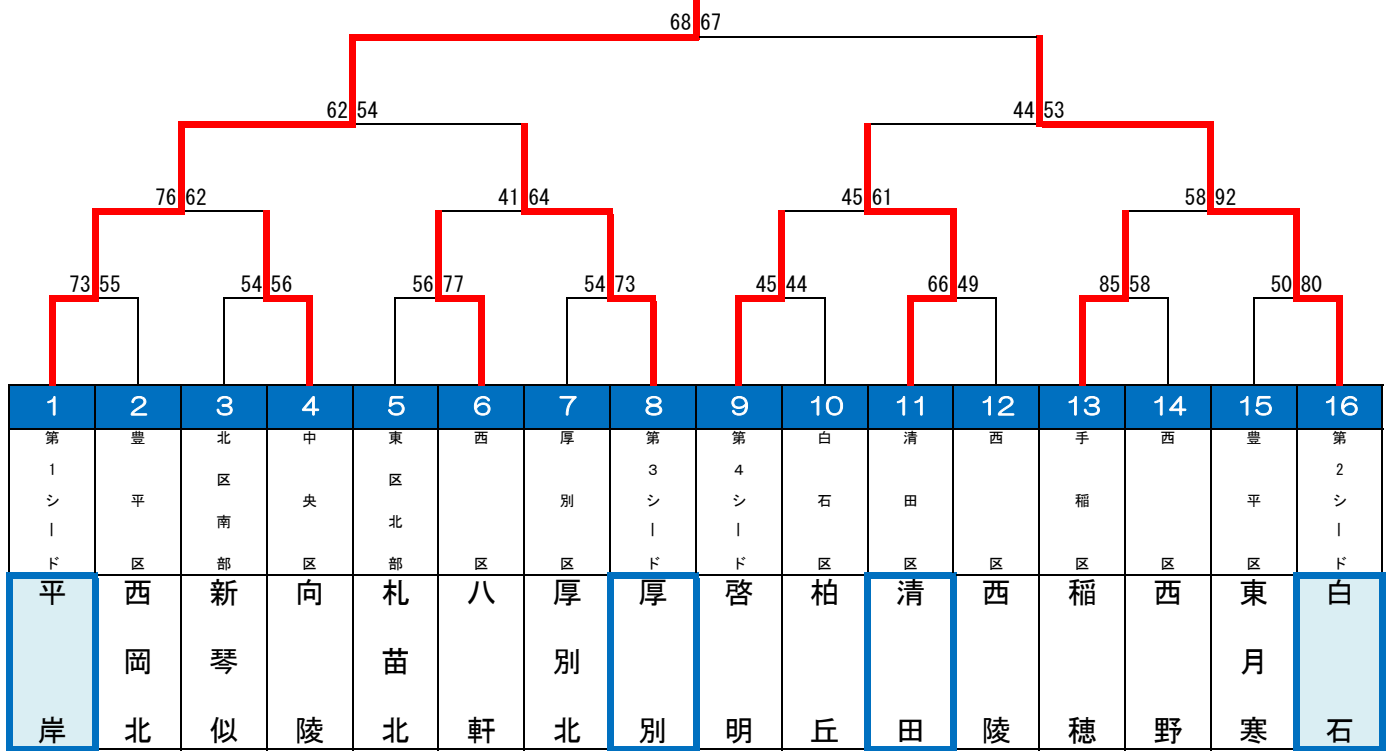 68 67
62 54
44 53
76 62
41 64
45 61
58 92
73 55
54 56
56 77
54 73
45 44
66 49
85 58
50 80
1 2 3 4 5 6 7 8 9 10 11 12 13 14 15 16
第1シード
豊平区
北区南部
中央区
東区北部
西区
厚別区
第3シード
第4シード
白石区
清田区
西区
手稲区
西区
豊平区
第2シード
平岸
西岡北
新琴似
向陵
札苗北
八軒
厚別北
厚別
啓明
柏丘
清田
西陵
稲穂
西野
東月寒
白石